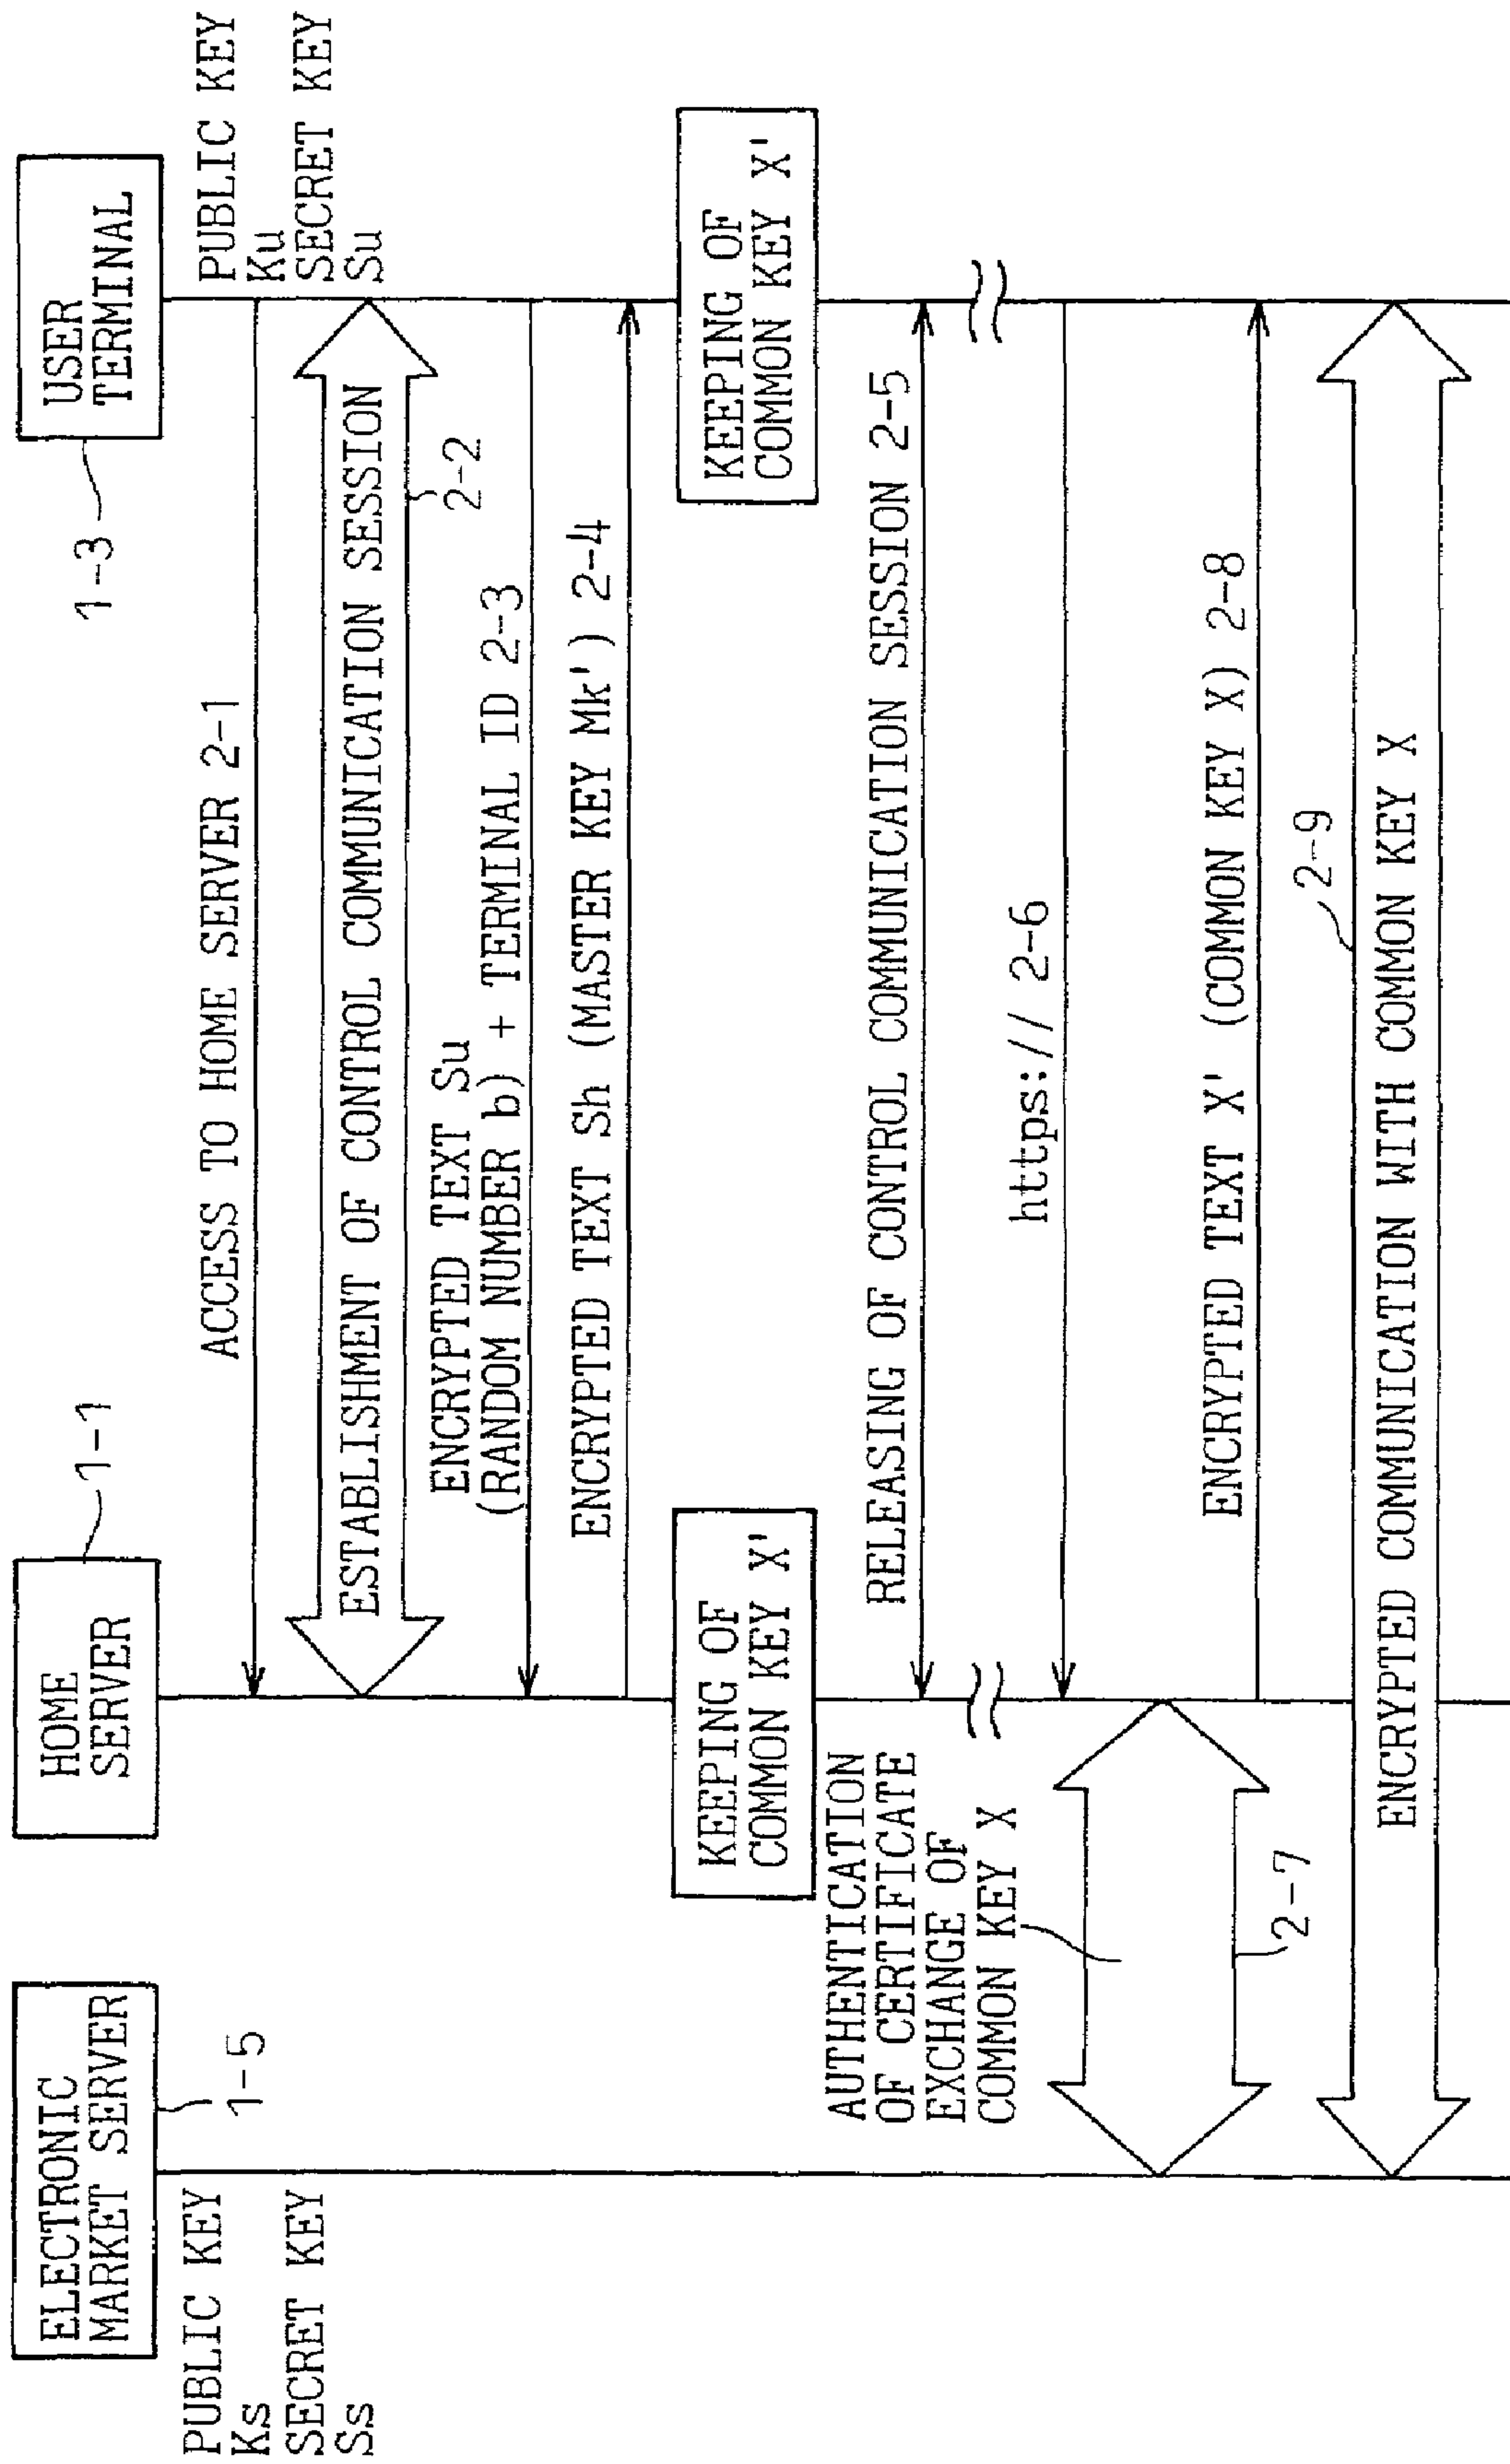 ELECTRONIC
MARKET SERVER
1-5
PUBLIC KEY
Ks
SECRET KEY
Ss
HOME
SERVER
1-1
USER
TERMINAL
1-3
PUBLIC KEY
Ku
SECRET KEY
Su
ACCESS TO HOME SERVER 2-1
ESTABLISHMENT OF CONTROL COMMUNICATION SESSION
2-2
ENCRYPTED TEXT Su
(RANDOM NUMBER b) + TERMINAL ID 2-3
ENCRYPTED TEXT Sh (MASTER KEY Mk') 2-4
KEEPING OF
COMMON KEY X'
KEEPING OF
COMMON KEY X'
RELEASING OF CONTROL COMMUNICATION SESSION 2-5
https:// 2-6
AUTHENTICATION
OF CERTIFICATE
EXCHANGE OF
COMMON KEY X
2-7
ENCRYPTED TEXT X' (COMMON KEY X) 2-8
2-9
ENCRYPTED COMMUNICATION WITH COMMON KEY X